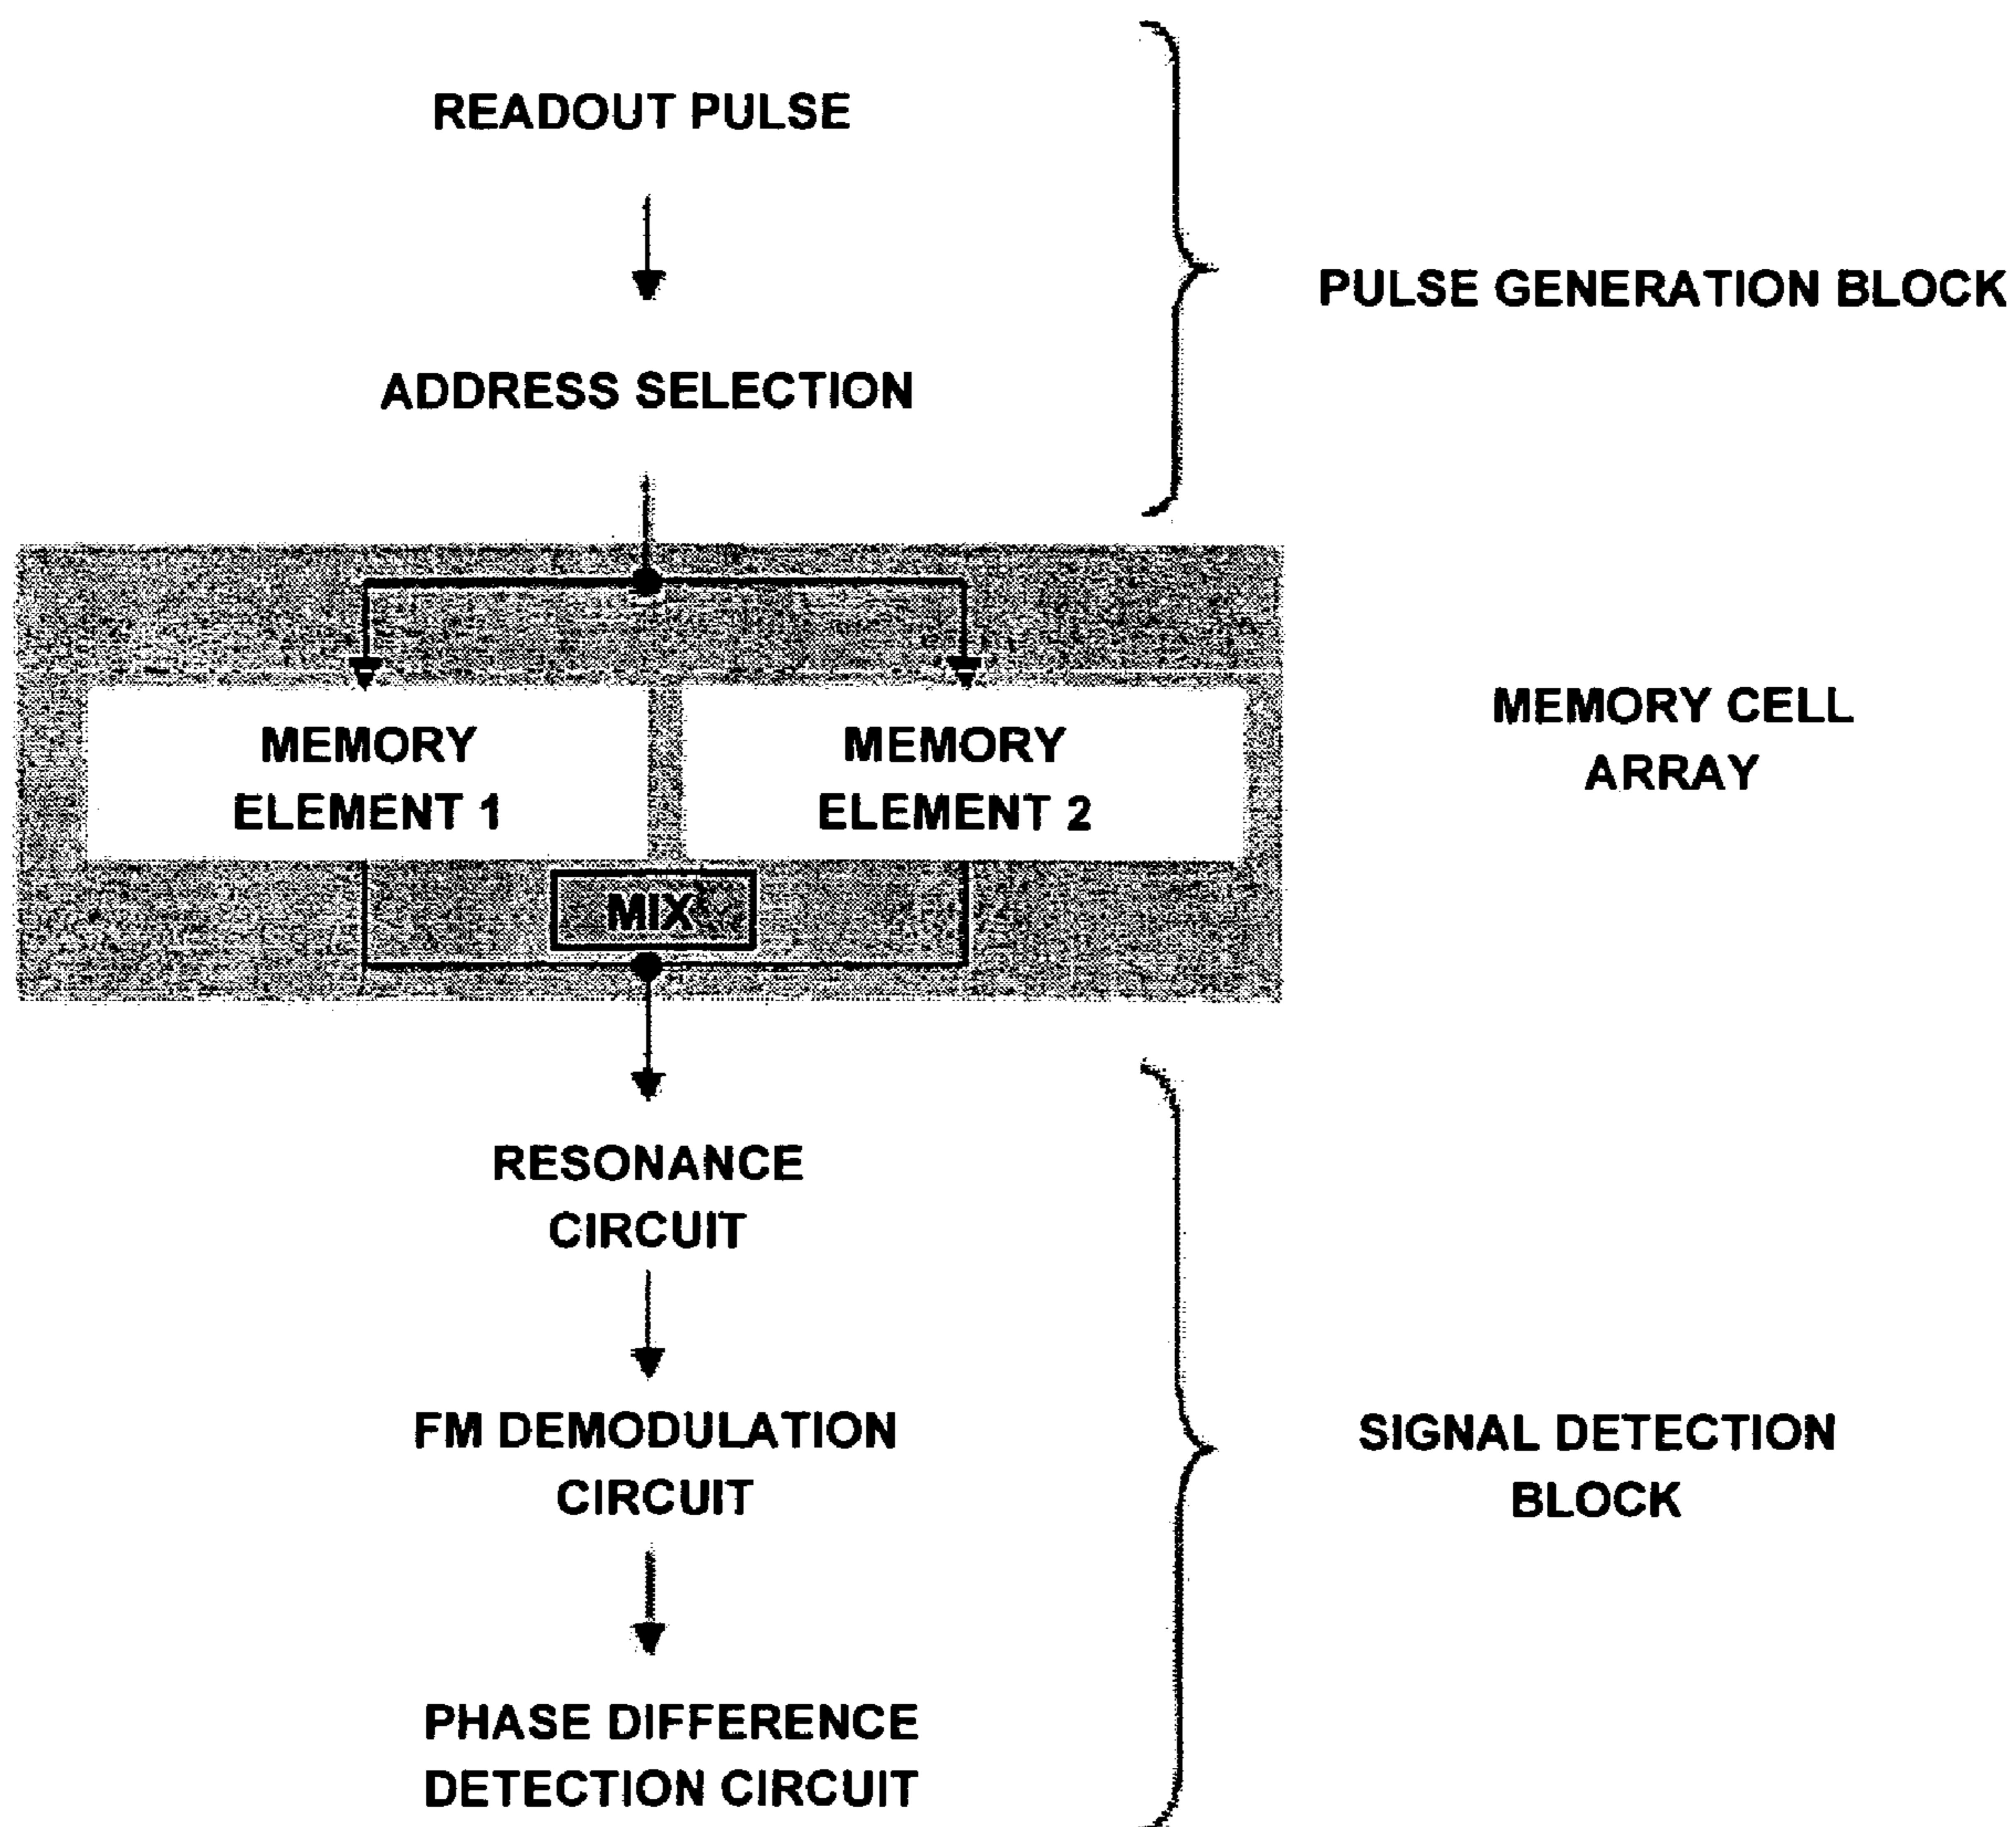 READOUT PULSE
ADDRESS SELECTION
PULSE GENERATION BLOCK
MEMORY
ELEMENT 1
MEMORY
ELEMENT 2
MIX
MEMORY CELL
ARRAY
RESONANCE
CIRCUIT
FM DEMODULATION
CIRCUIT
PHASE DIFFERENCE
DETECTION CIRCUIT
SIGNAL DETECTION
BLOCK